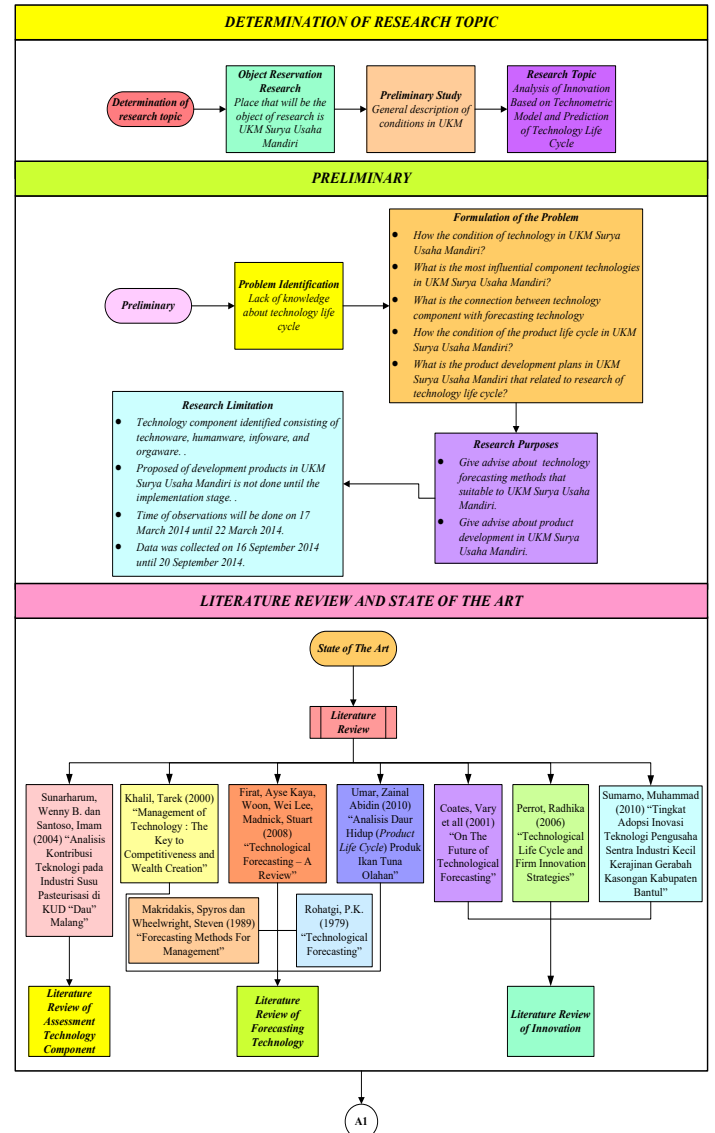 DETERMINATION OF RESEARCH TOPIC
Determination of
research topic
Object Reservation
Research
Place that will be the
object of research is
UKM Surya Usaha
Mandiri
Preliminary Study
General description of
conditions in UKM
Research Topic
Analysis of Innovation
Based on Technometric
Model and Prediction
of Technology Life
Cycle
PRELIMINARY
Preliminary
Problem Identification
Lack of knowledge
about technology life
cycle
Formulation of the Problem
● How the condition of technology in UKM Surya
Usaha Mandiri?
● What is the most influential component technologies
in UKM Surya Usaha Mandiri?
● What is the connection between technology
component with forecasting technology
● How the condition of the product life cycle in UKM
Surya Usaha Mandiri?
● What is the product development plans in UKM
Surya Usaha Mandiri that related to research of
technology life cycle?
Research Limitation
● Technology component identified consisting of
technoware, humanware, infoware, and
orgaware. .
● Proposed of development products in UKM
Surya Usaha Mandiri is not done until the
implementation stage. .
● Time of observations will be done on 17
March 2014 until 22 March 2014.
● Data was collected on 16 September 2014
until 20 September 2014.
Research Purposes
● Give advise about technology
forecasting methods that
suitable to UKM Surya Usaha
Mandiri.
● Give advise about product
development in UKM Surya
Usaha Mandiri.
LITERATURE REVIEW AND STATE OF THE ART
State of The Art
Literature
Review
Sunarharum,
Wenny B. dan
Santoso, Imam
(2004) “Analisis
Kontribusi
Teknologi pada
Industri Susu
Pasteurisasi di
KUD “Dau”
Malang”
Khalil, Tarek (2000)
“Management of
Technology : The
Key to
Competitiveness and
Wealth Creation”
Firat, Ayse Kaya,
Woon, Wei Lee,
Madnick, Stuart
(2008)
“Technological
Forecasting – A
Review”
Umar, Zainal
Abidin (2010)
“Analisis Daur
Hidup (Product
Life Cycle) Produk
Ikan Tuna
Olahan”
Coates, Vary
et all (2001)
“On The
Future of
Technological
Forecasting”
Perrot, Radhika
(2006)
“Technological
Life Cycle and
Firm Innovation
Strategies”
Sumarno, Muhammad
(2010) “Tingkat
Adopsi Inovasi
Teknologi Pengusaha
Sentra Industri Kecil
Kerajinan Gerabah
Kasongan Kabupaten
Bantul”
Makridakis, Spyros dan
Wheelwright, Steven (1989)
“Forecasting Methods For
Management”
Rohatgi, P.K.
(1979)
“Technological
Forecasting”
Literature
Review of
Assessment
Technology
Component
Literature
Review of
Forecasting
Technology
Literature Review
of Innovation
A1